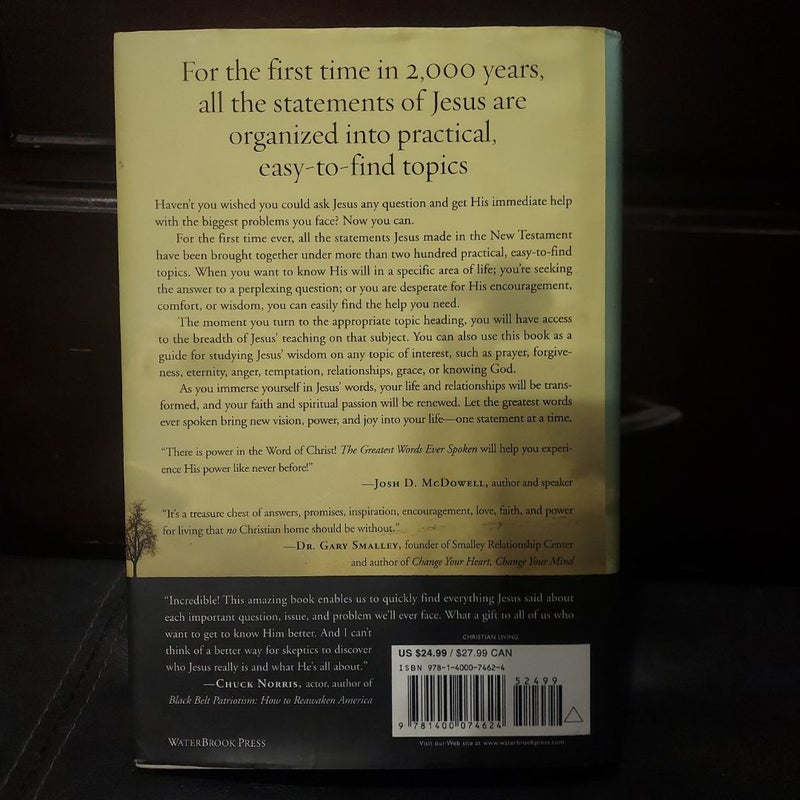 For the first time in 2,000 years,
all the statements of Jesus are
organized into practical,
easy-to-find topics
Haven't you wished you could ask Jesus any question and get His immediate help
with the biggest problems you face? Now you can.
For the first time ever, all the statements Jesus made in the New Testament
have been brought together under more than two hundred practical, easy-to-find
topics. When you want to know His will in a specific area of life; you're seeking
the answer to a perplexing question; or you are desperate for His encouragement,
comfort, or wisdom, you can easily find the help you need.
The moment you turn to the appropriate topic heading, you will have access
to the breadth of Jesus' teaching on that subject. You can also use this book as a
guide for studying Jesus' wisdom on any topic of interest, such as prayer, forgive-
ness, eternity, anger, temptation, relationships, grace, or knowing God.
As you immerse yourself in Jesus' words, your life and relationships will be trans-
formed, and your faith and spiritual passion will be renewed. Let the greatest words
ever spoken bring new vision, power, and joy into your life—one statement at a time.
"There is power in the Word of Christ! The Greatest Words Ever Spoken will help you experi-
ence His power like never before!"
—JOSH D. MCDOWELL, author and speaker
"It's a treasure chest of answers, promises, inspiration, encouragement, love, faith, and power
for living that no Christian home should be without."
—DR. GARY SMALLEY, founder of Smalley Relationship Center
and author of Change Your Heart, Change Your Mind
"Incredible! This amazing book enables us to quickly find everything Jesus said about
each important question, issue, and problem we'll ever face. What a gift to all of us who
want to get to know Him better. And I can't
think of a better way for skeptics to discover
who Jesus really is and what He's all about."
—CHUCK NORRIS, actor, author of
Black Belt Patriotism: How to Reawaken America
WATERBROOK PRESS
CHRISTIAN LIVING
US $24.99 / $27.99 CAN
ISBN 978-1-4000-7462-4
52499
9 781400 074624
Visit our Web site at www.waterbrookpress.com